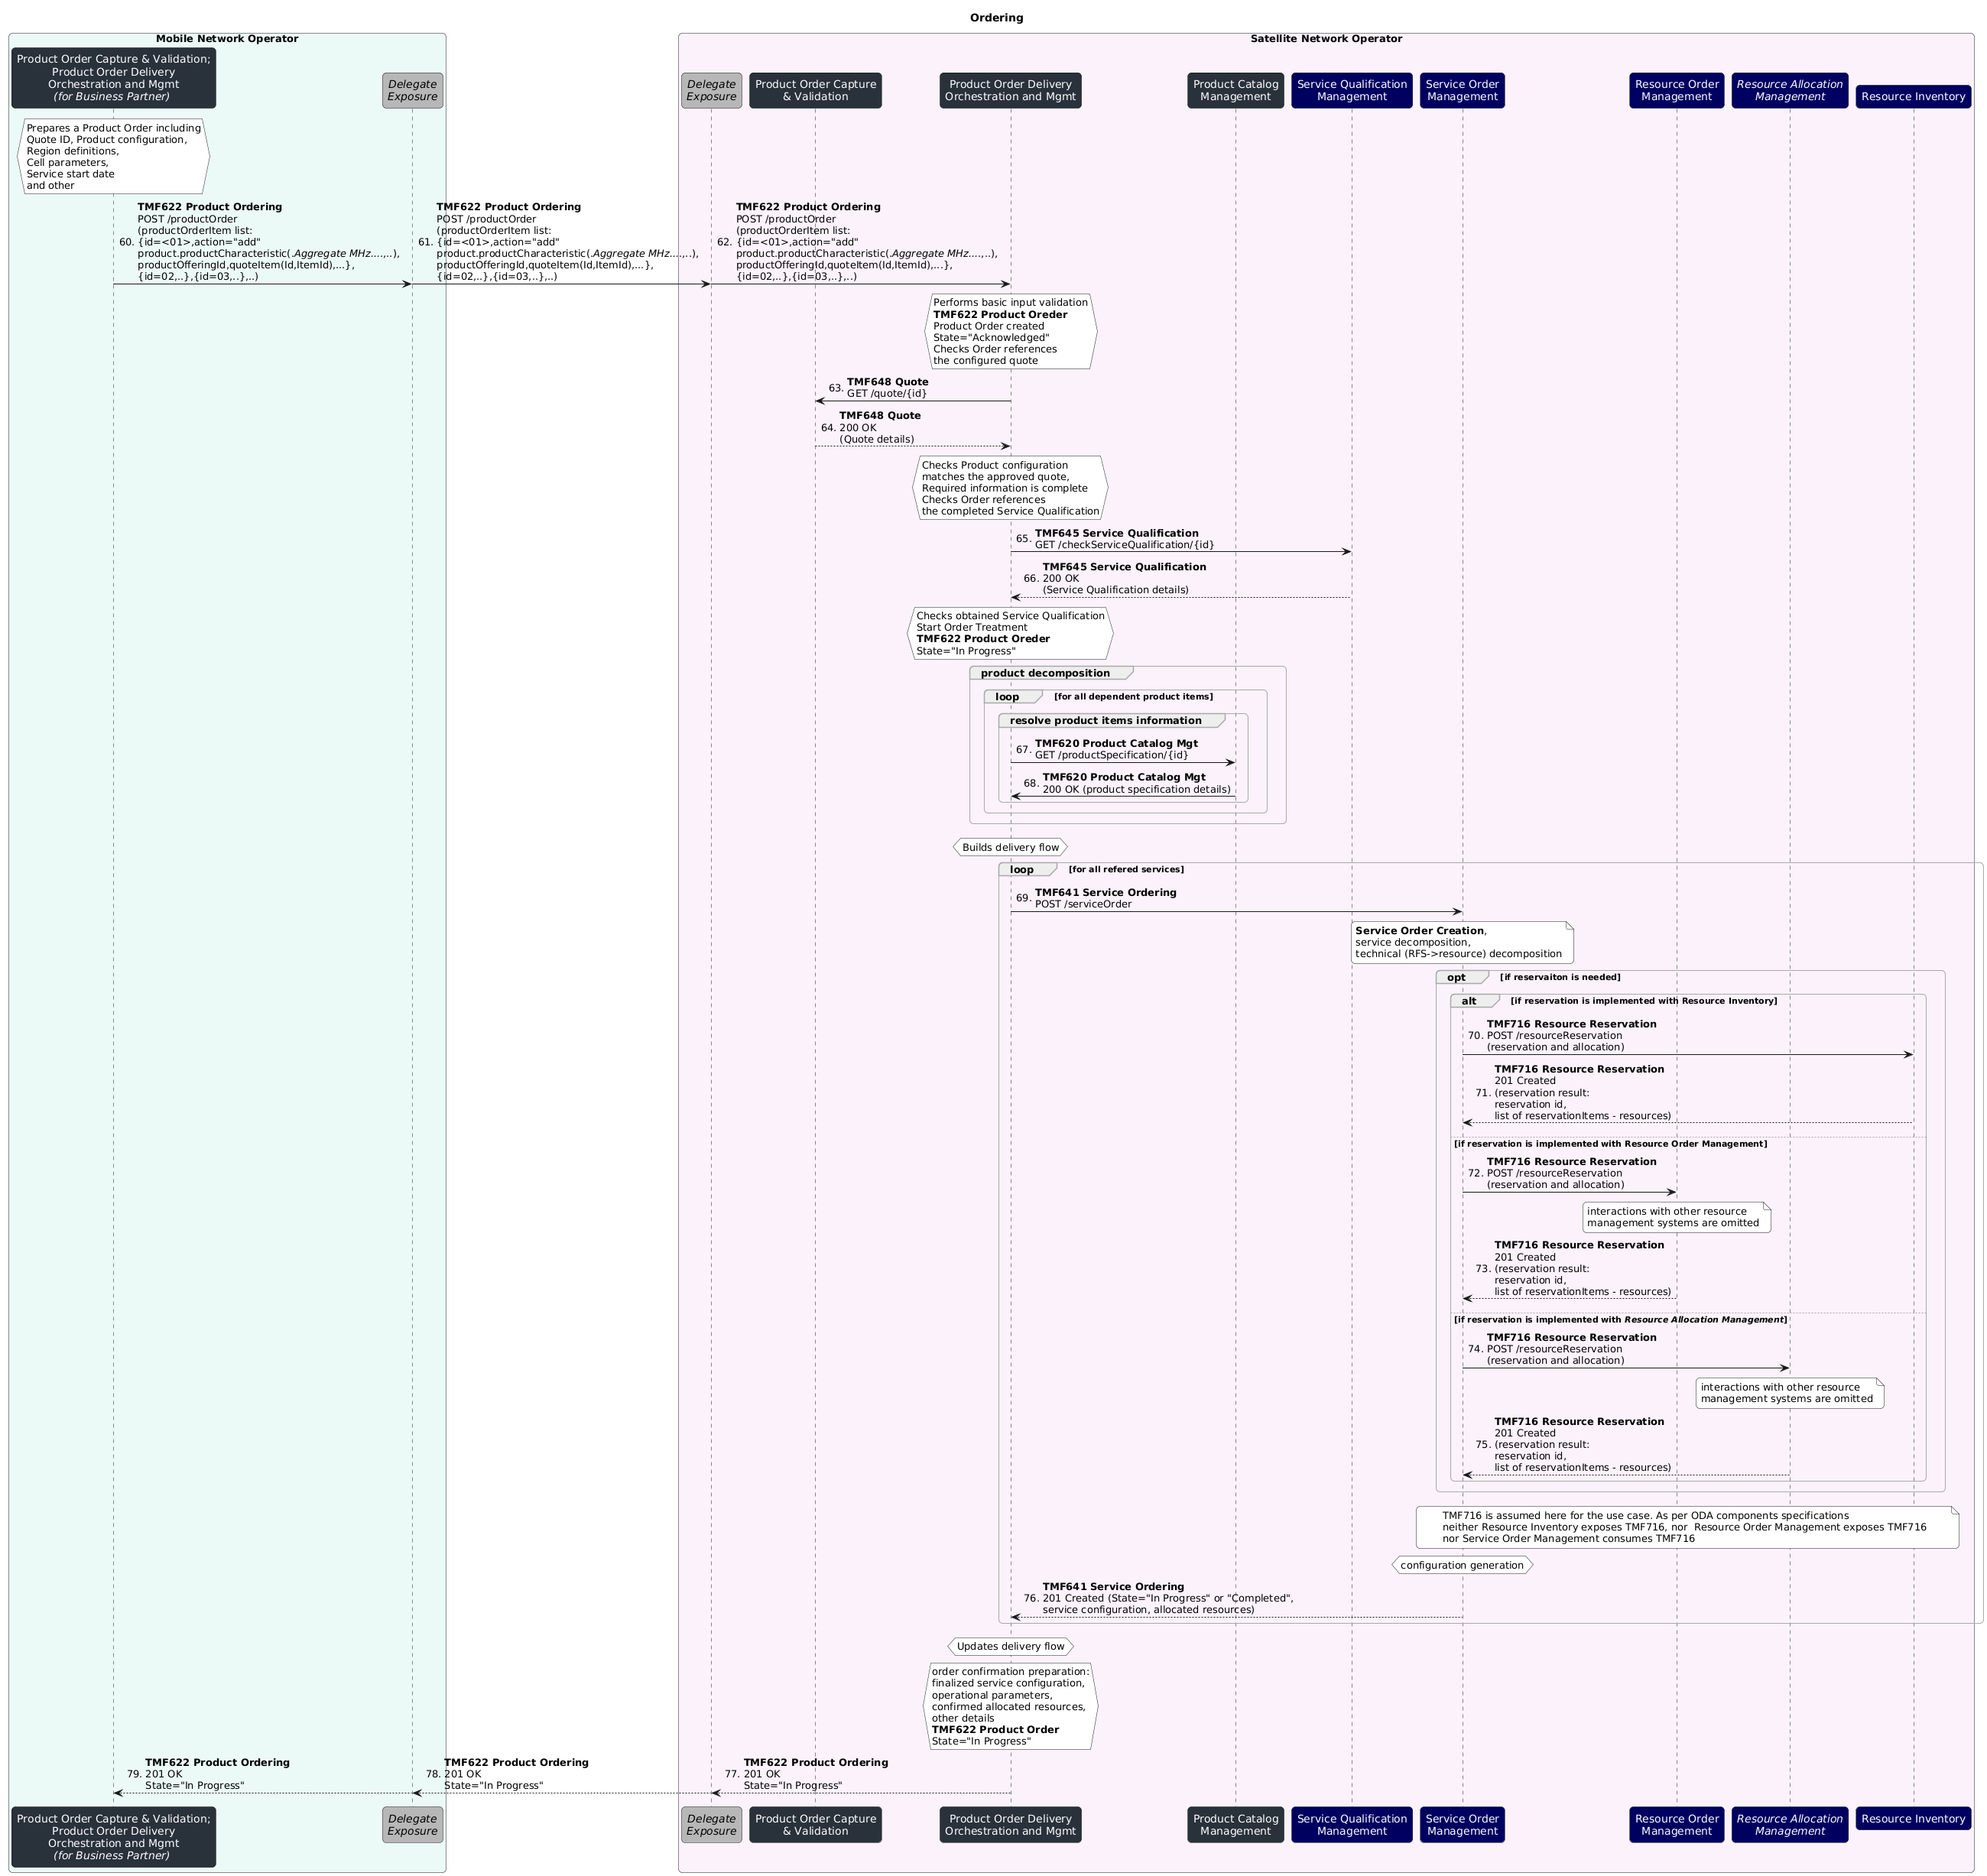 Ordering
Mobile Network Operator
Satellite Network Operator
Product Order Capture & Validation;
Product Order Delivery
Orchestration and Mgmt
(for Business Partner)
Delegate
Exposure
Delegate
Exposure
Product Order Capture
& Validation
Product Order Delivery
Orchestration and Mgmt
Product Catalog
Management
Service Qualification
Management
Service Order
Management
Resource Order
Management
Resource Allocation
Management
Resource Inventory
Prepares a Product Order including
Quote ID, Product configuration,
Region definitions,
Cell parameters,
Service start date
and other
TMF622 Product Ordering
POST /productOrder
(productOrderItem list:
60. {id=<01>,action="add"
product.productCharacteristic(.Aggregate MHz....,..),
productOfferingId,quoteItem(Id,ItemId),...},
{id=02,..},{id=03,..},..)
TMF622 Product Ordering
POST /productOrder
(productOrderItem list:
61. {id=<01>,action="add"
product.productCharacteristic(.Aggregate MHz....,..),
productOfferingId,quoteItem(Id,ItemId),...},
{id=02,..},{id=03,..},..)
TMF622 Product Ordering
POST /productOrder
(productOrderItem list:
62. {id=<01>,action="add"
product.productCharacteristic(.Aggregate MHz....,..),
productOfferingId,quoteItem(Id,ItemId),...},
{id=02,..},{id=03,..},..)
Performs basic input validation
TMF622 Product Oreder
Product Order created
State="Acknowledged"
Checks Order references
the configured quote
TMF648 Quote
63. GET /quote/{id}
TMF648 Quote
64. 200 OK
(Quote details)
Checks Product configuration
matches the approved quote,
Required information is complete
Checks Order references
the completed Service Qualification
TMF645 Service Qualification
65. GET /checkServiceQualification/{id}
TMF645 Service Qualification
66. 200 OK
(Service Qualification details)
Checks obtained Service Qualification
Start Order Treatment
TMF622 Product Oreder
State="In Progress"
product decomposition
loop [for all dependent product items]
resolve product items information
TMF620 Product Catalog Mgt
67. GET /productSpecification/{id}
TMF620 Product Catalog Mgt
68. 200 OK (product specification details)
Builds delivery flow
loop [for all refered services]
TMF641 Service Ordering
69. POST /serviceOrder
Service Order Creation,
service decomposition,
technical (RFS->resource) decomposition
opt [if reservaiton is needed]
alt [if reservation is implemented with Resource Inventory]
TMF716 Resource Reservation
70. POST /resourceReservation
(reservation and allocation)
TMF716 Resource Reservation
201 Created
71. (reservation result:
reservation id,
list of reservationItems - resources)
[if reservation is implemented with Resource Order Management]
TMF716 Resource Reservation
72. POST /resourceReservation
(reservation and allocation)
interactions with other resource
management systems are omitted
TMF716 Resource Reservation
201 Created
73. (reservation result:
reservation id,
list of reservationItems - resources)
[if reservation is implemented with Resource Allocation Management]
TMF716 Resource Reservation
74. POST /resourceReservation
(reservation and allocation)
interactions with other resource
management systems are omitted
TMF716 Resource Reservation
201 Created
75. (reservation result:
reservation id,
list of reservationItems - resources)
TMF716 is assumed here for the use case. As per ODA components specifications
neither Resource Inventory exposes TMF716, nor  Resource Order Management exposes TMF716
nor Service Order Management consumes TMF716
configuration generation
TMF641 Service Ordering
76. 201 Created (State="In Progress" or "Completed",
service configuration, allocated resources)
Updates delivery flow
order confirmation preparation:
finalized service configuration,
operational parameters,
confirmed allocated resources,
other details
TMF622 Product Order
State="In Progress"
TMF622 Product Ordering
79. 201 OK
State="In Progress"
TMF622 Product Ordering
78. 201 OK
State="In Progress"
TMF622 Product Ordering
77. 201 OK
State="In Progress"
Product Order Capture & Validation;
Product Order Delivery
Orchestration and Mgmt
(for Business Partner)
Delegate
Exposure
Delegate
Exposure
Product Order Capture
& Validation
Product Order Delivery
Orchestration and Mgmt
Product Catalog
Management
Service Qualification
Management
Service Order
Management
Resource Order
Management
Resource Allocation
Management
Resource Inventory